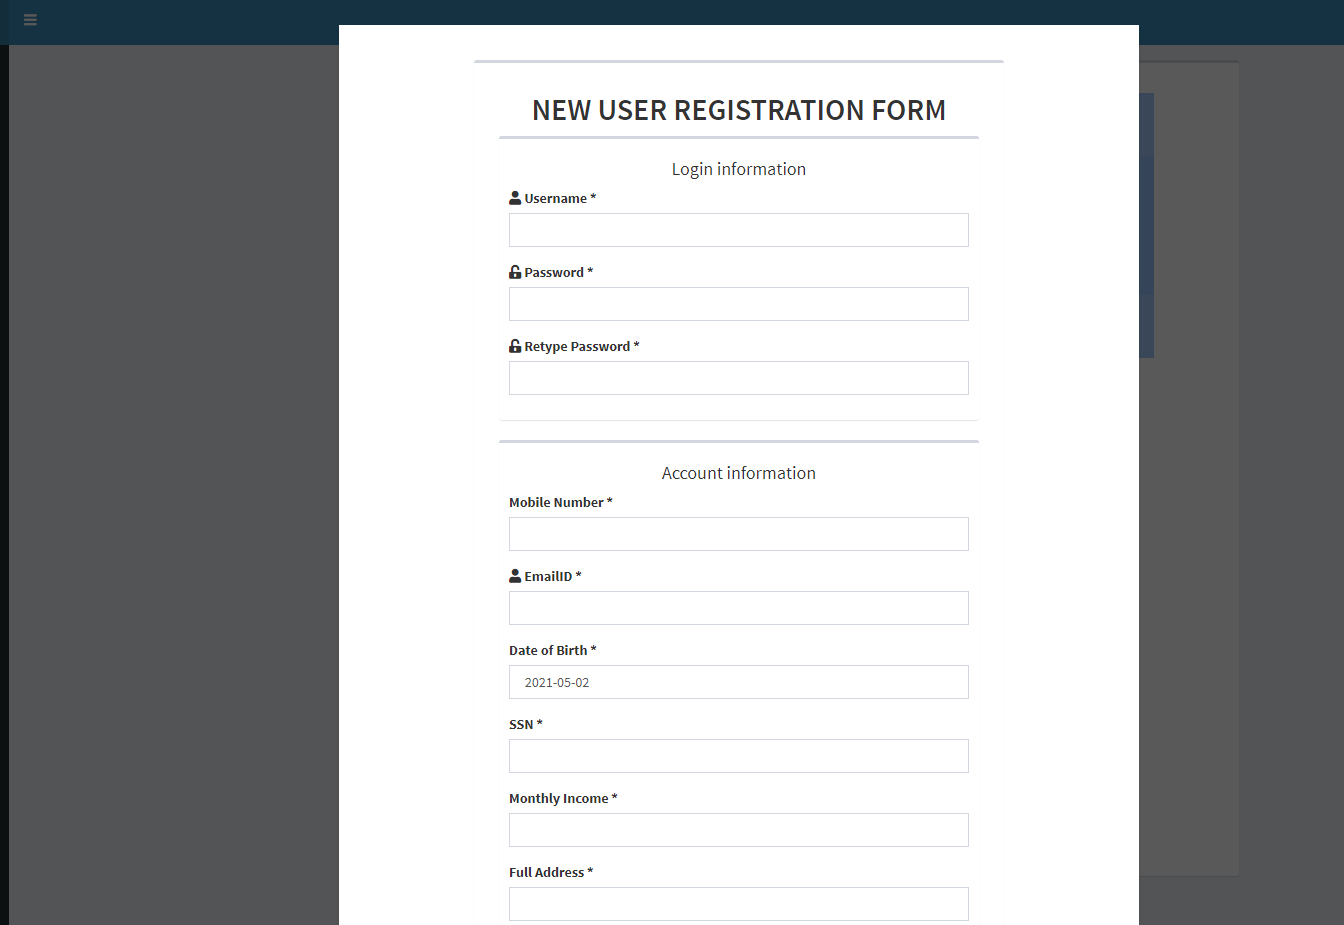 NEW USER REGISTRATION FORM
Login information
Username *
Password *
Retype Password *
Account information
Mobile Number *
EmailID *
Date of Birth *
2021-05-02
SSN *
Monthly Income *
Full Address *